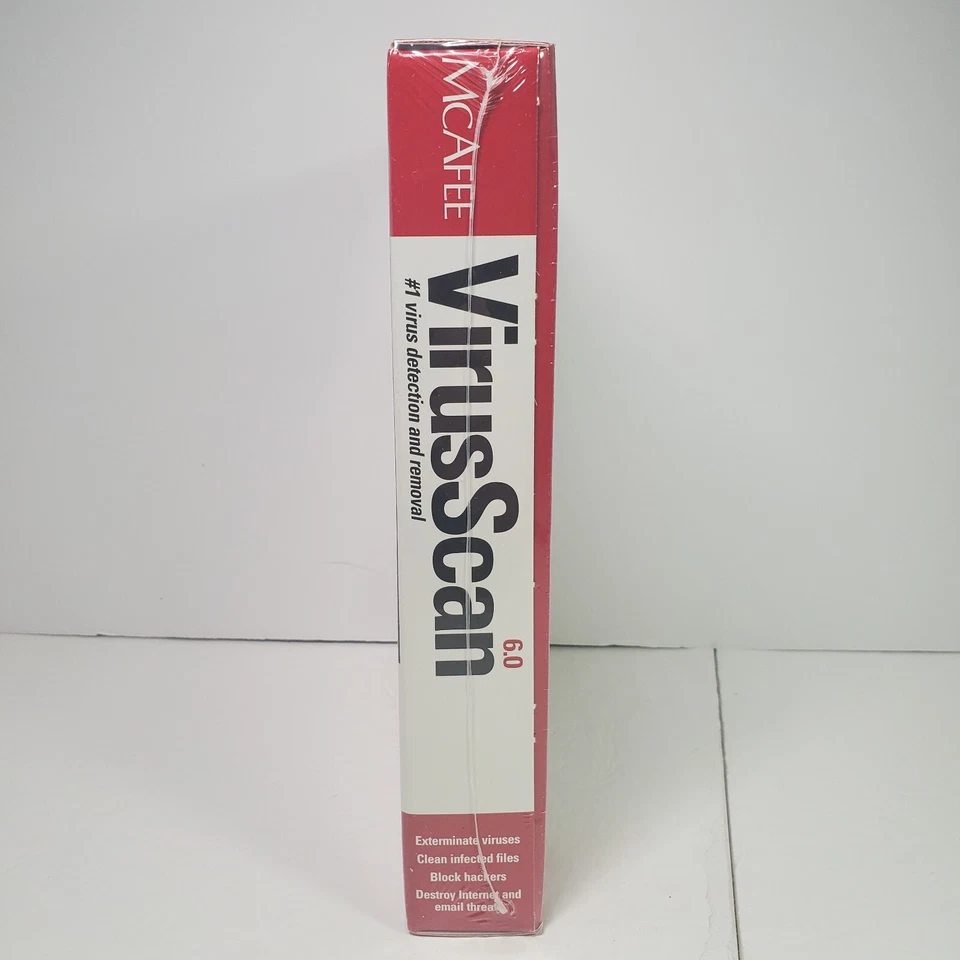 MCAFEE
VirusScan 6.0
#1 virus detection and removal
Exterminate viruses
Clean infected files
Block hackers
Destroy Internet and
email threats